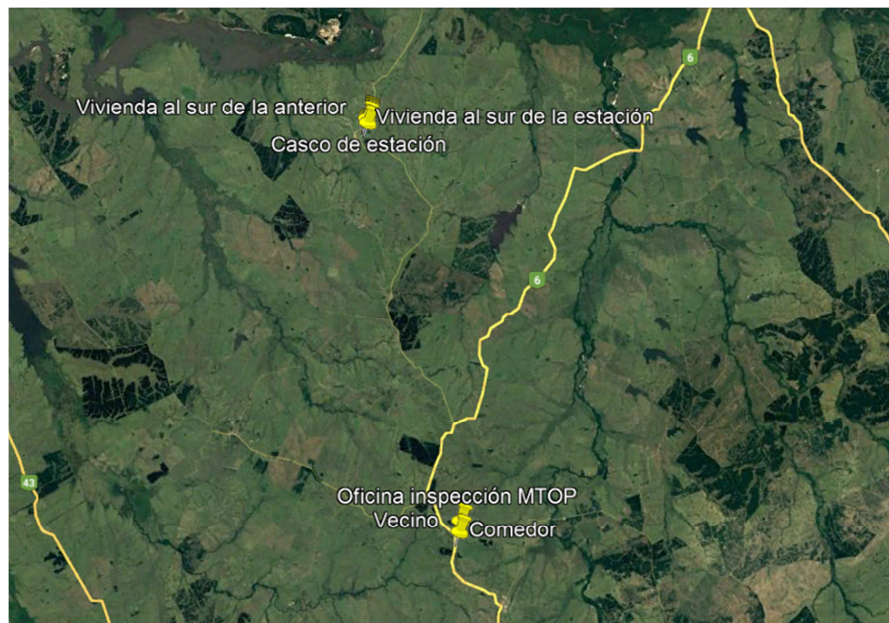 6
Vivienda al sur de la anterior
Vivienda al sur de la estación
Casco de estación
6
43
Oficina inspección MTOP
Vecino
Comedor